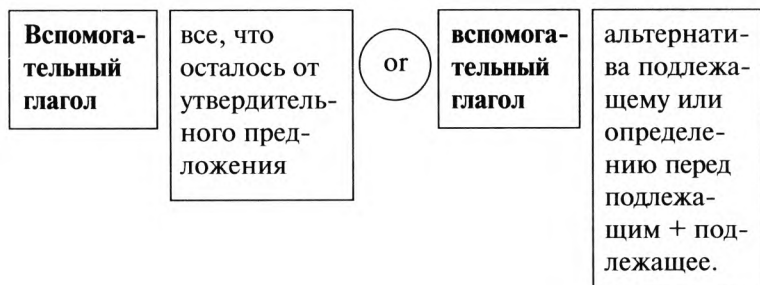 Вспомога-
тельный
глагол
все, что
осталось от
утвердитель-
ного пред-
ложения
or
вспомога-
тельный
глагол
альтернати-
ва подлежа-
щему или
определе-
нию перед
подлежа-
щим + под-
лежащее.